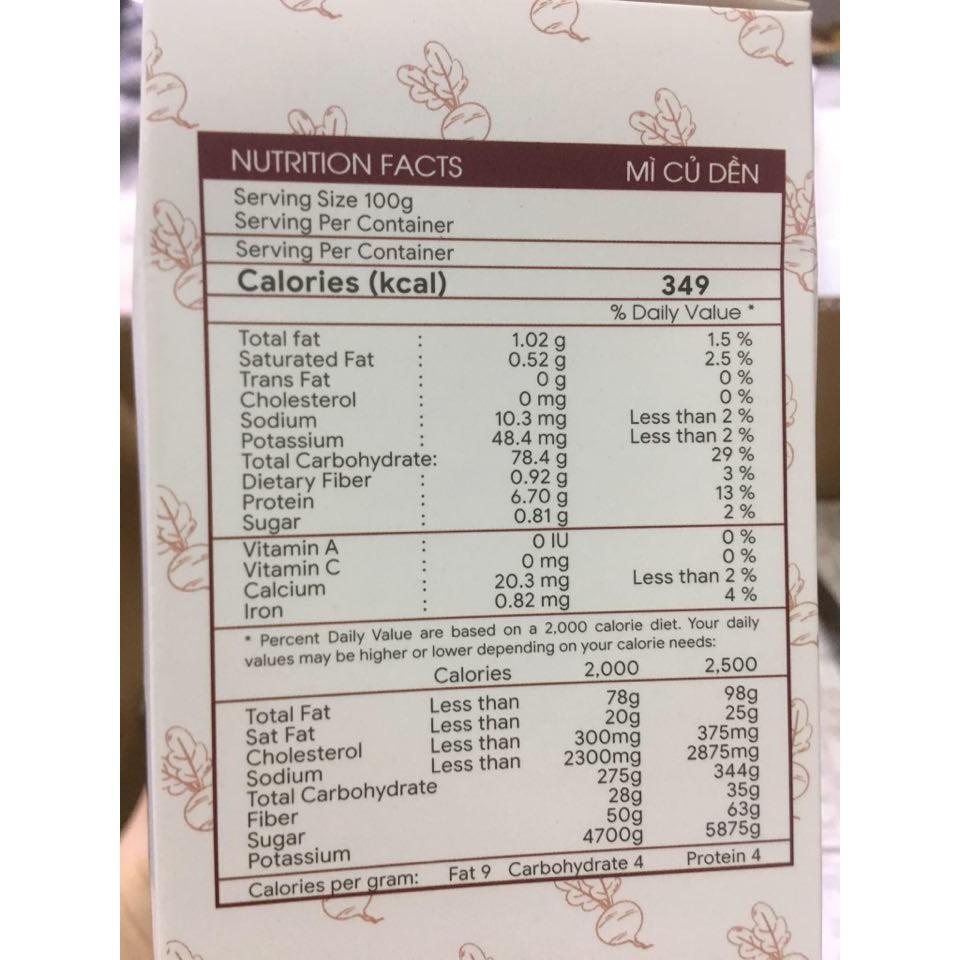 NUTRITION FACTS MÌ CỦ DỀN
Serving Size 100g
Serving Per Container
Serving Per Container
Calories (kcal) 349
% Daily Value *
Total fat : 1.02 g 1.5 %
Saturated Fat : 0.52 g 2.5 %
Trans Fat : 0 g 0 %
Cholesterol : 0 mg 0 %
Sodium : 10.3 mg Less than 2 %
Potassium : 48.4 mg Less than 2 %
Total Carbohydrate: 78.4 g 29 %
Dietary Fiber : 0.92 g 3 %
Protein : 6.70 g 13 %
Sugar : 0.81 g 2 %
Vitamin A : 0 IU 0 %
Vitamin C : 0 mg 0 %
Calcium : 20.3 mg Less than 2 %
Iron : 0.82 mg 4 %
* Percent Daily Value are based on a 2,000 calorie diet. Your daily
values may be higher or lower depending on your calorie needs:
Calories 2,000 2,500
Total Fat Less than 78g 98g
Sat Fat Less than 20g 25g
Cholesterol Less than 300mg 375mg
Sodium Less than 2300mg 2875mg
Total Carbohydrate 275g 344g
Fiber 28g 35g
Sugar 50g 63g
Potassium 4700g 5875g
Calories per gram: Fat 9 Carbohydrate 4 Protein 4